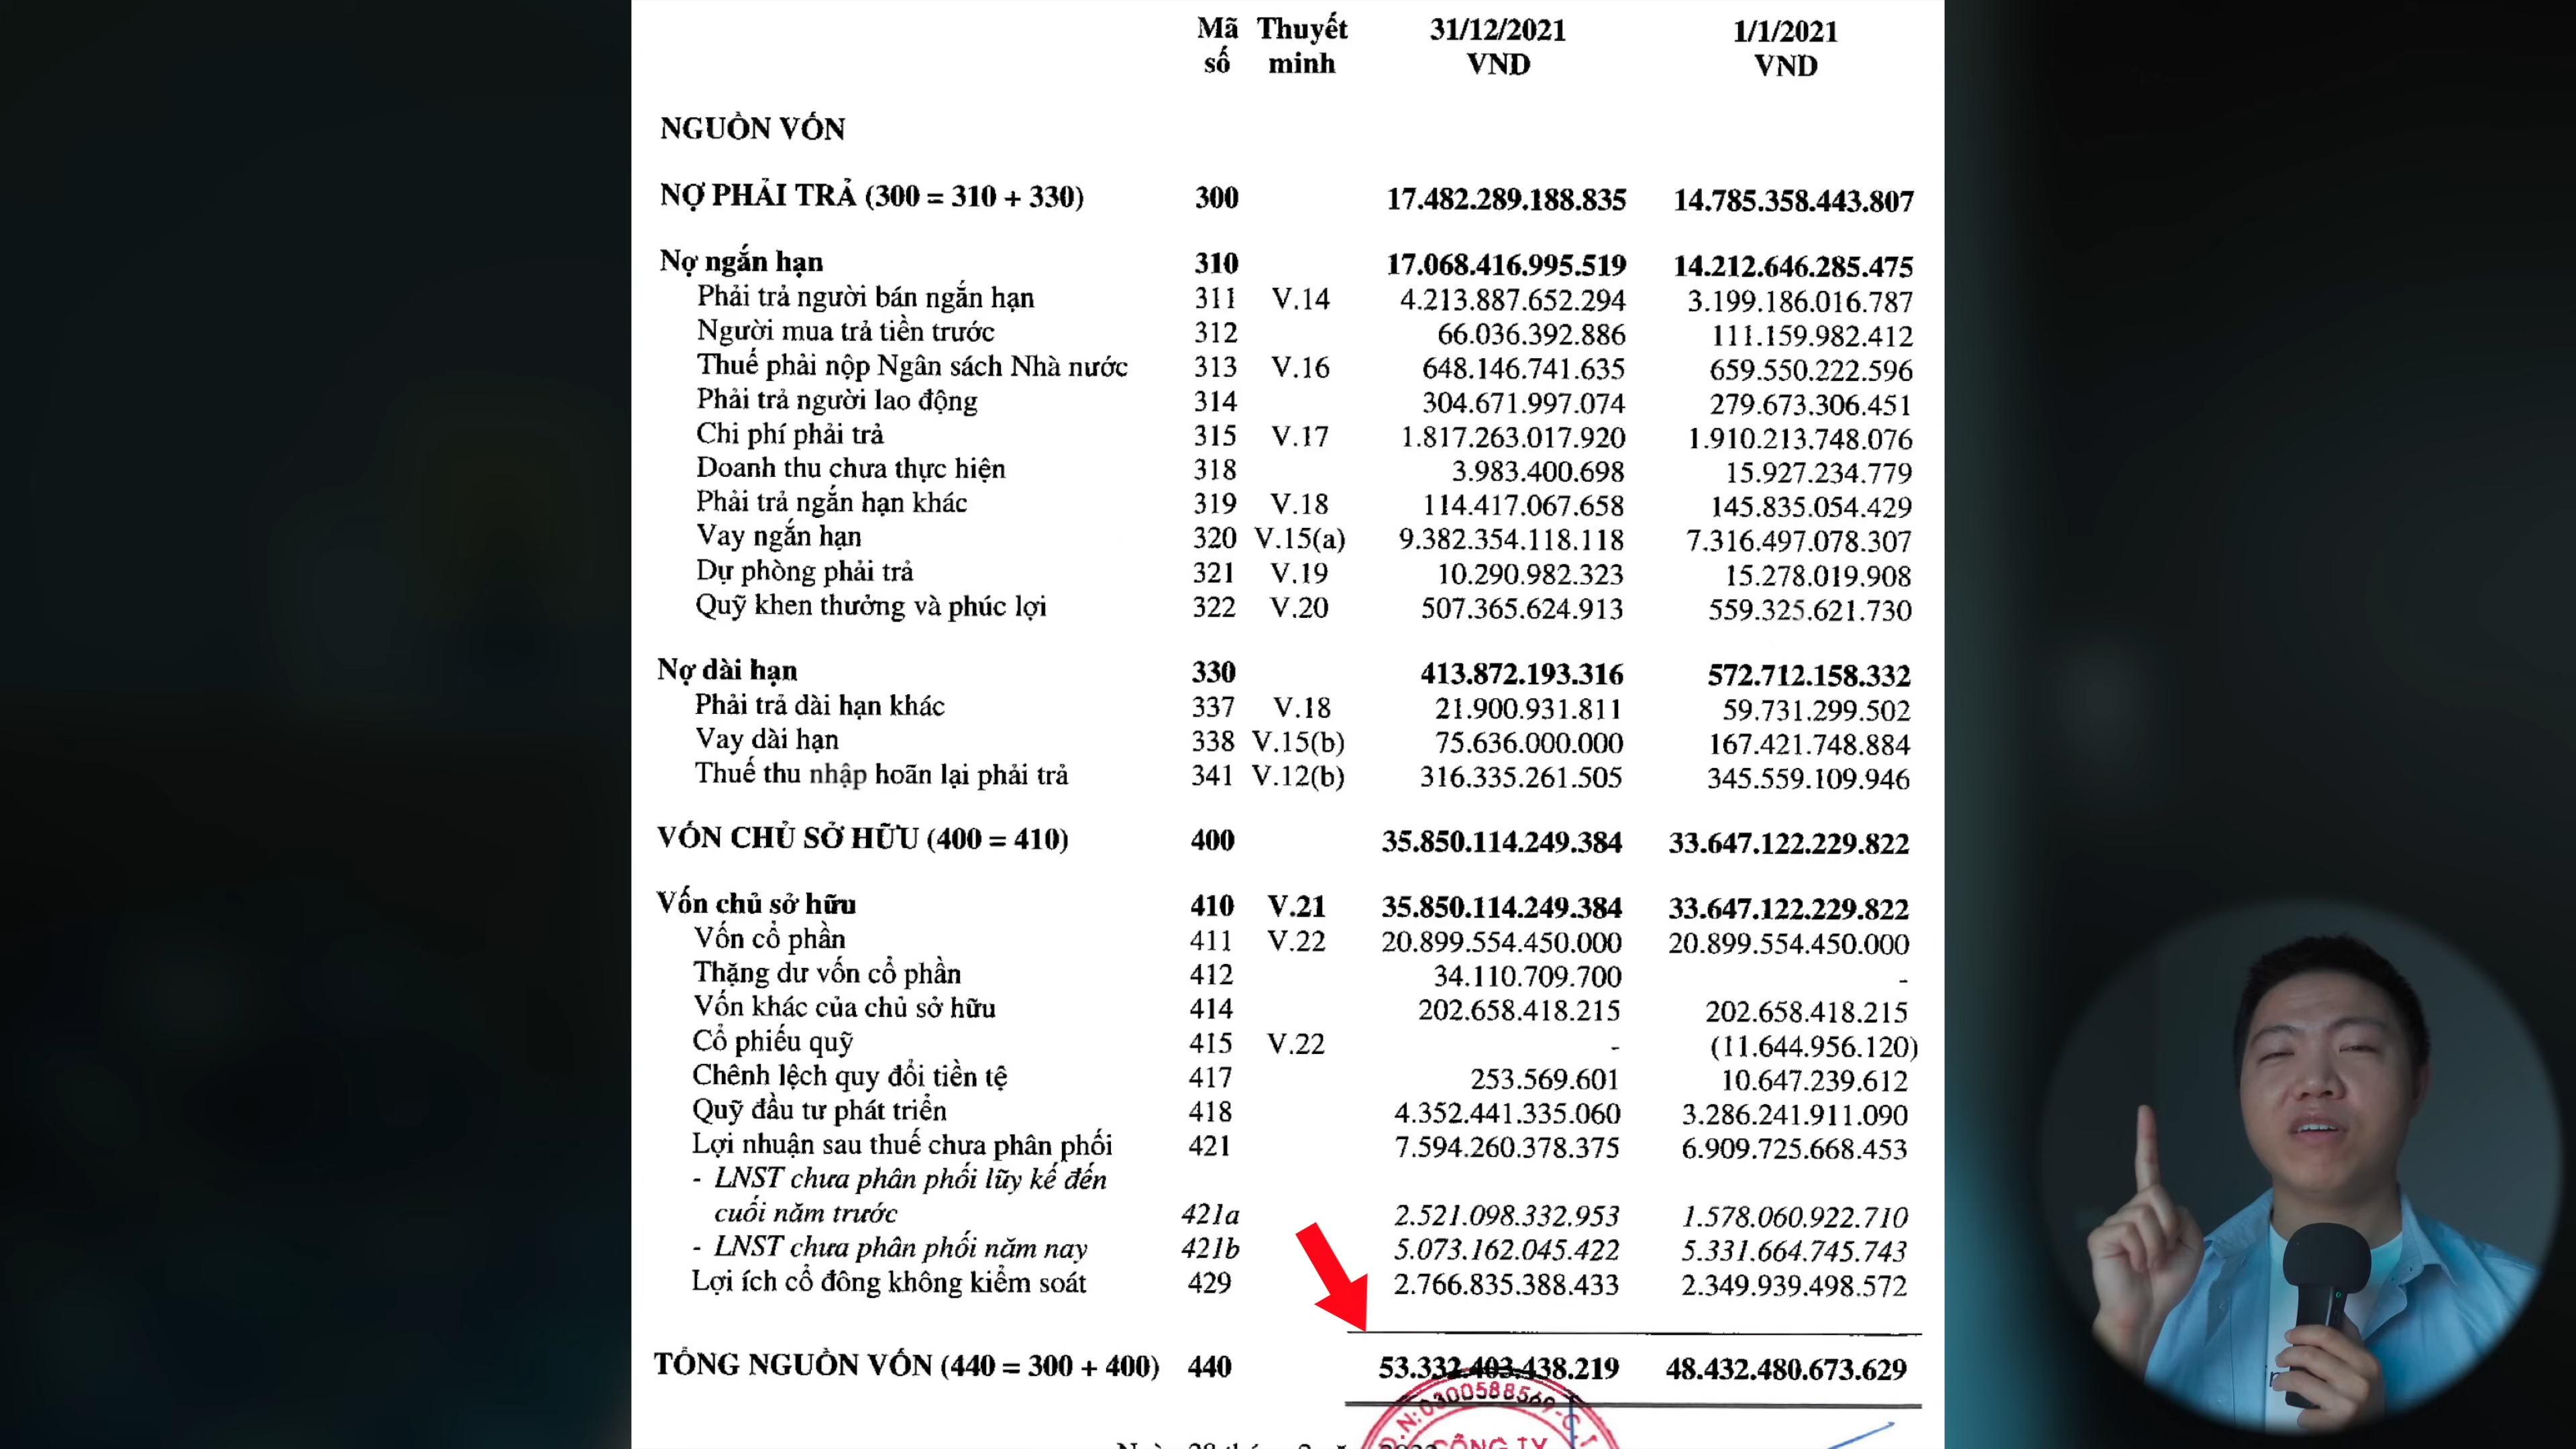 Mã Thuyết 31/12/2021 1/1/2021
số minh VND VND
NGUỒN VỐN
NỢ PHẢI TRẢ (300 = 310 + 330) 300 17.482.289.188.835 14.785.358.443.807
Nợ ngắn hạn 310 17.068.416.995.519 14.212.646.285.475
Phải trả người bán ngắn hạn 311 V.14 4.213.887.652.294 3.199.186.016.787
Người mua trả tiền trước 312 66.036.392.886 111.159.982.412
Thuế phải nộp Ngân sách Nhà nước 313 V.16 648.146.741.635 659.550.222.596
Phải trả người lao động 314 304.671.997.074 279.673.306.451
Chi phí phải trả 315 V.17 1.817.263.017.920 1.910.213.748.076
Doanh thu chưa thực hiện 318 3.983.400.698 15.927.234.779
Phải trả ngắn hạn khác 319 V.18 114.417.067.658 145.835.054.429
Vay ngắn hạn 320 V.15(a) 9.382.354.118.118 7.316.497.078.307
Dự phòng phải trả 321 V.19 10.290.982.323 15.278.019.908
Quỹ khen thưởng và phúc lợi 322 V.20 507.365.624.913 559.325.621.730
Nợ dài hạn 330 413.872.193.316 572.712.158.332
Phải trả dài hạn khác 337 V.18 21.900.931.811 59.731.299.502
Vay dài hạn 338 V.15(b) 75.636.000.000 167.421.748.884
Thuế thu nhập hoãn lại phải trả 341 V.12(b) 316.335.261.505 345.559.109.946
VỐN CHỦ SỞ HỮU (400 = 410) 400 35.850.114.249.384 33.647.122.229.822
Vốn chủ sở hữu 410 V.21 35.850.114.249.384 33.647.122.229.822
Vốn cổ phần 411 V.22 20.899.554.450.000 20.899.554.450.000
Thặng dư vốn cổ phần 412 34.110.709.700 -
Vốn khác của chủ sở hữu 414 202.658.418.215 202.658.418.215
Cổ phiếu quỹ 415 V.22 - (11.644.956.120)
Chênh lệch quy đổi tiền tệ 417 253.569.601 10.647.239.612
Quỹ đầu tư phát triển 418 4.352.441.335.060 3.286.241.911.090
Lợi nhuận sau thuế chưa phân phối 421 7.594.260.378.375 6.909.725.668.453
- LNST chưa phân phối lũy kế đến
cuối năm trước 421a 2.521.098.332.953 1.578.060.922.710
- LNST chưa phân phối năm nay 421b 5.073.162.045.422 5.331.664.745.743
Lợi ích cổ đông không kiểm soát 429 2.766.835.388.433 2.349.939.498.572
TỔNG NGUỒN VỐN (440 = 300 + 400) 440 53.332.403.438.219 48.432.480.673.629
CÔNG TY